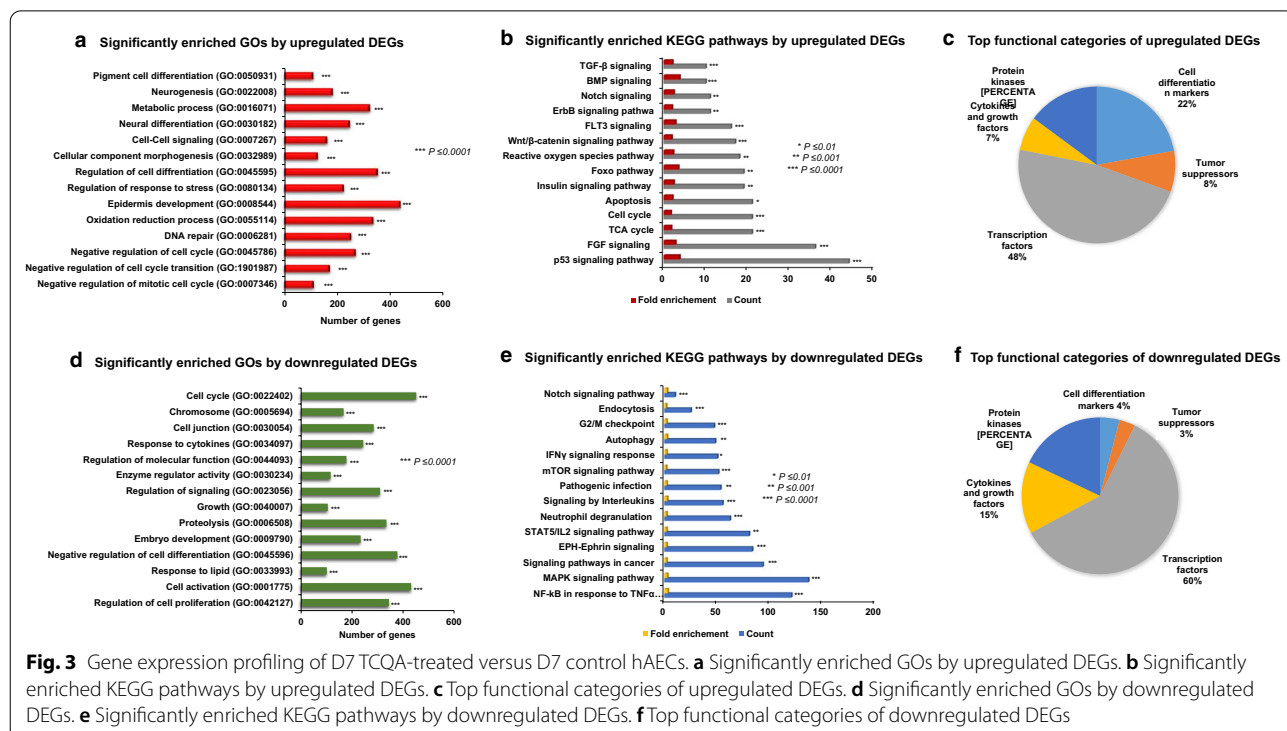 a Significantly enriched GOs by upregulated DEGs
Pigment cell differentiation (GO:0050931)
Neurogenesis (GO:0022008)
Metabolic process (GO:0016071)
Neural differentiation (GO:0030182)
Cell-Cell signaling (GO:0007267)
Cellular component morphogenesis (GO:0032989)
Regulation of cell diffrentiation (GO:0045595)
Regulation of response to stress (GO:0080134)
Epidermis development (GO:0008544)
Oxidation reduction process (GO:0055114)
DNA repair (GO:0006281)
Negative regulation of cell cycle (GO:0045786)
Negative regulation of cell cycle transition (GO:1901987)
Negative regulation of mitotic cell cycle (GO:0007346)
***
***
***
***
***
***
***
***
***
***
***
***
***
***
*** P ≤0.0001
0 200 400 600
Number of genes
b Significantly enriched KEGG pathways by upregulated DEGs
TGF-β signaling
BMP signaling
Notch signaling
ErbB signaling pathwa
FLT3 signaling
Wnt/β-catenin signaling pathway
Reactive oxygen species pathway
Foxo pathway
Insulin signaling pathway
Apoptosis
Cell cycle
TCA cycle
FGF signaling
p53 signaling pathway
***
***
**
**
***
***
**
**
**
*
***
***
***
***
* P ≤0.01
** P ≤0.001
*** P ≤0.0001
0 10 20 30 40 50
Fold enrichement Count
c Top functional categories of upregulated DEGs
Protein
kinases
[PERCENTA
GE]
Cytokines
and growth
factors
7%
Cell
differentiatio
n markers
22%
Tumor
suppressors
8%
Transcription
factors
48%
d Significantly enriched GOs by downregulated DEGs
Cell cycle (GO:0022402)
Chromosome (GO:0005694)
Cell junction (GO:0030054)
Response to cytokines (GO:0034097)
Regulation of molecular function (GO:0044093)
Enzyme regulator activity (GO:0030234)
Regulation of signaling (GO:0023056)
Growth (GO:0040007)
Proteolysis (GO:0006508)
Embryo development (GO:0009790)
Negative regulation of cell differentiation (GO:0045596)
Response to lipid (GO:0033993)
Cell activation (GO:0001775)
Regulation of cell proliferation (GO:0042127)
***
***
***
***
***
***
***
***
***
***
***
***
***
***
*** P ≤0.0001
0 200 400 600
Number of genes
e Significantly enriched KEGG pathways by downregulated DEGs
Notch signaling pathway
Endocytosis
G2/M checkpoint
Autophagy
IFNγ signaling response
mTOR signaling pathway
Pathogenic infection
Signaling by Interleukins
Neutrophil degranulation
STAT5/IL2 signaling pathway
EPH-Ephrin signaling
Signaling pathways in cancer
MAPK signaling pathway
NF-kB in response to TNFα…
***
***
***
**
*
***
**
***
***
**
***
***
***
***
* P ≤0.01
** P ≤0.001
*** P ≤0.0001
0 50 100 150 200
Fold enrichement Count
f Top functional categories of downregulated DEGs
Cell differentiation
markers 4%
Tumor
suppressors
3%
Protein
kinases
[PERCENTA
GE]
Cytokines
and growth
factors
15%
Transcription
factors
60%
Fig. 3 Gene expression profiling of D7 TCQA-treated versus D7 control hAECs. a Significantly enriched GOs by upregulated DEGs. b Significantly
enriched KEGG pathways by upregulated DEGs. c Top functional categories of upregulated DEGs. d Significantly enriched GOs by downregulated
DEGs. e Significantly enriched KEGG pathways by downregulated DEGs. f Top functional categories of downregulated DEGs